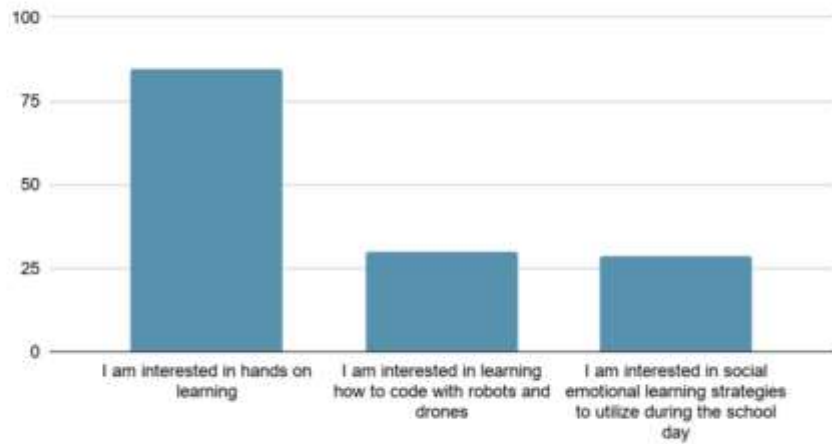 100
75
50
25
0
I am interested in hands on
learning
I am interested in learning
how to code with robots and
drones
I am interested in social
emotional learning strategies
to utilize during the school
day